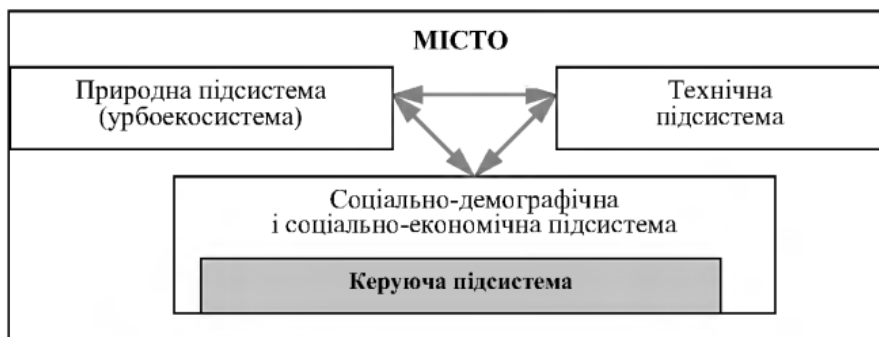 МІСТО
Природна підсистема
(урбоекосистема)
Технічна
підсистема
Соціально-демографічна
і соціально-економічна підсистема
Керуюча підсистема